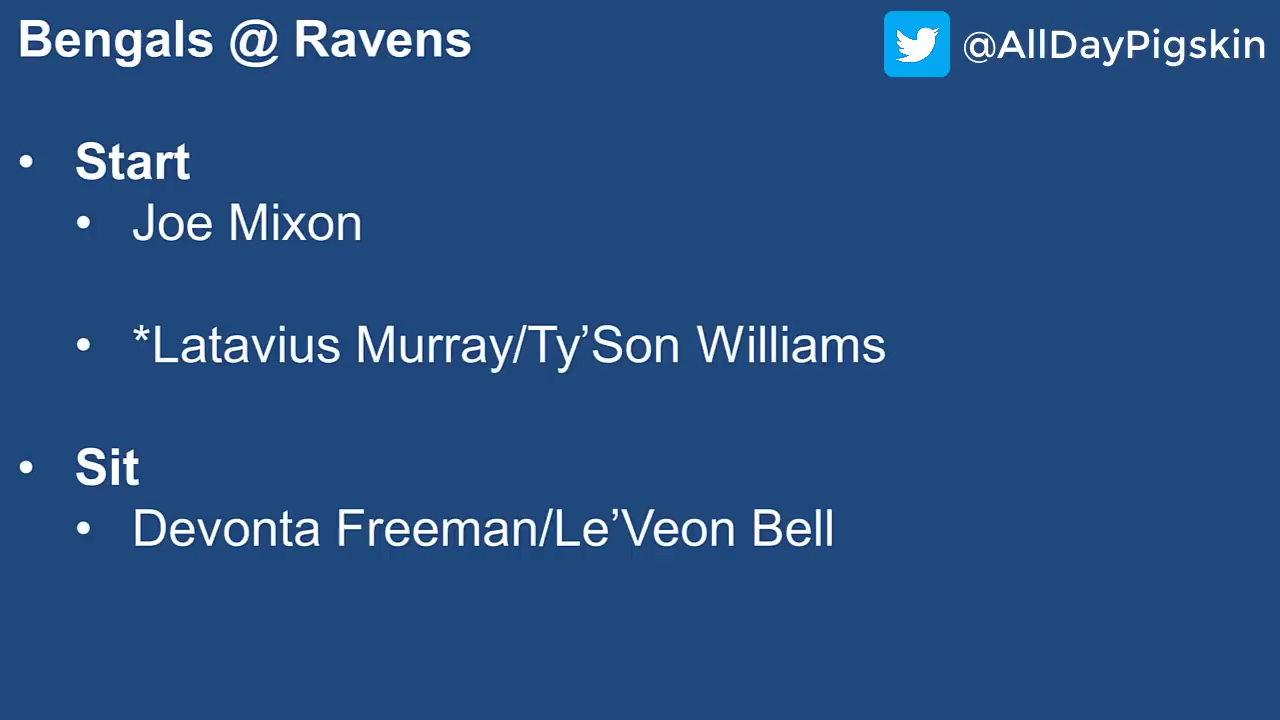 Bengals @ Ravens
@AllDayPigskin
• Start
• Joe Mixon
• *Latavius Murray/Ty’Son Williams
• Sit
• Devonta Freeman/Le’Veon Bell